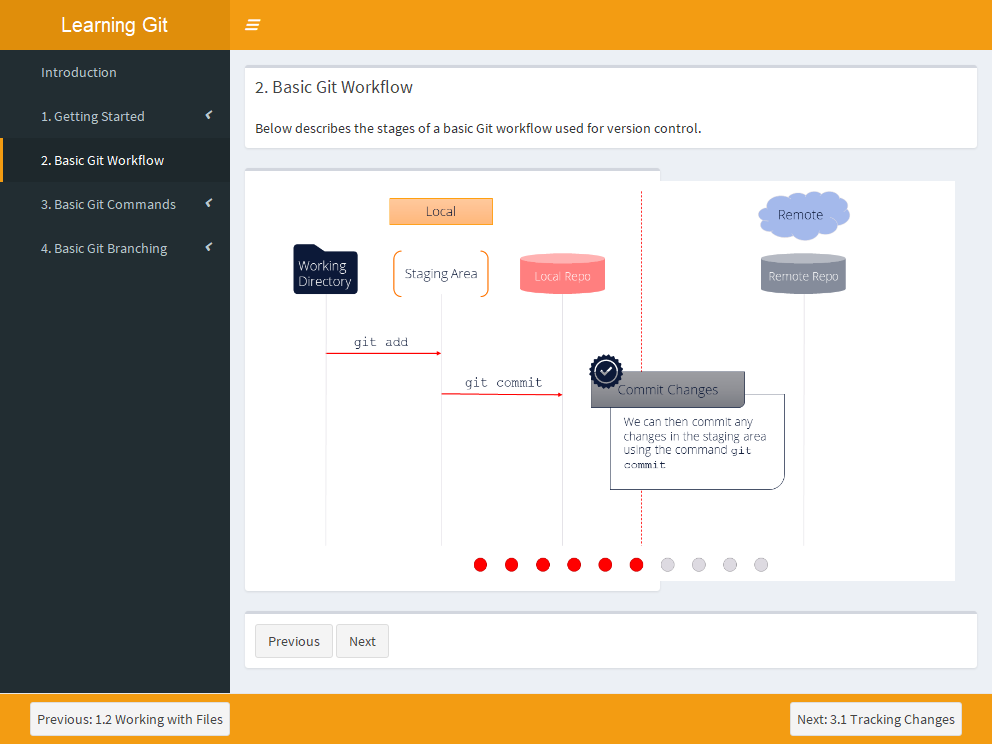 Learning Git
Introduction
1. Getting Started
2. Basic Git Workflow
3. Basic Git Commands
4. Basic Git Branching
2. Basic Git Workflow
Below describes the stages of a basic Git workflow used for version control.
Local
Remote
Working
Directory
Staging Area
Local Repo
Remote Repo
git add
git commit
Commit Changes
We can then commit any
changes in the staging area
using the command git
commit
Previous
Next
Previous: 1.2 Working with Files
Next: 3.1 Tracking Changes